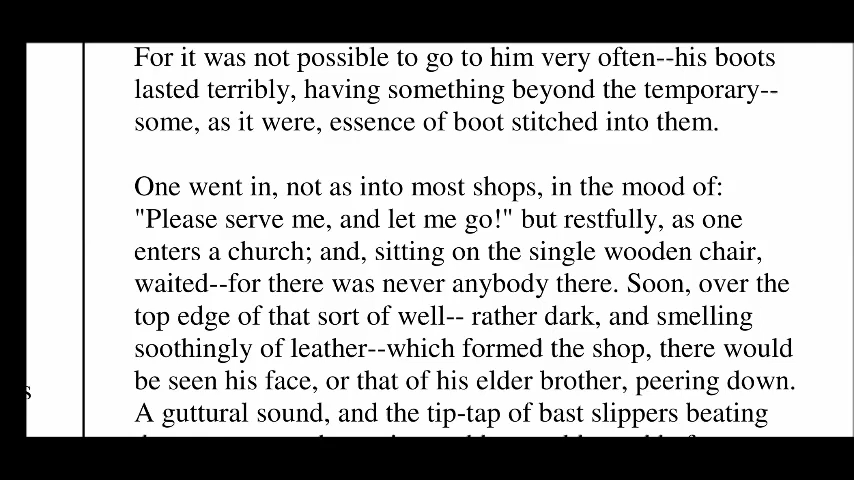 For it was not possible to go to him very often--his boots
lasted terribly, having something beyond the temporary--
some, as it were, essence of boot stitched into them.
One went in, not as into most shops, in the mood of:
"Please serve me, and let me go!" but restfully, as one
enters a church; and, sitting on the single wooden chair,
waited--for there was never anybody there. Soon, over the
top edge of that sort of well-- rather dark, and smelling
soothingly of leather--which formed the shop, there would
be seen his face, or that of his elder brother, peering down.
A guttural sound, and the tip-tap of bast slippers beating